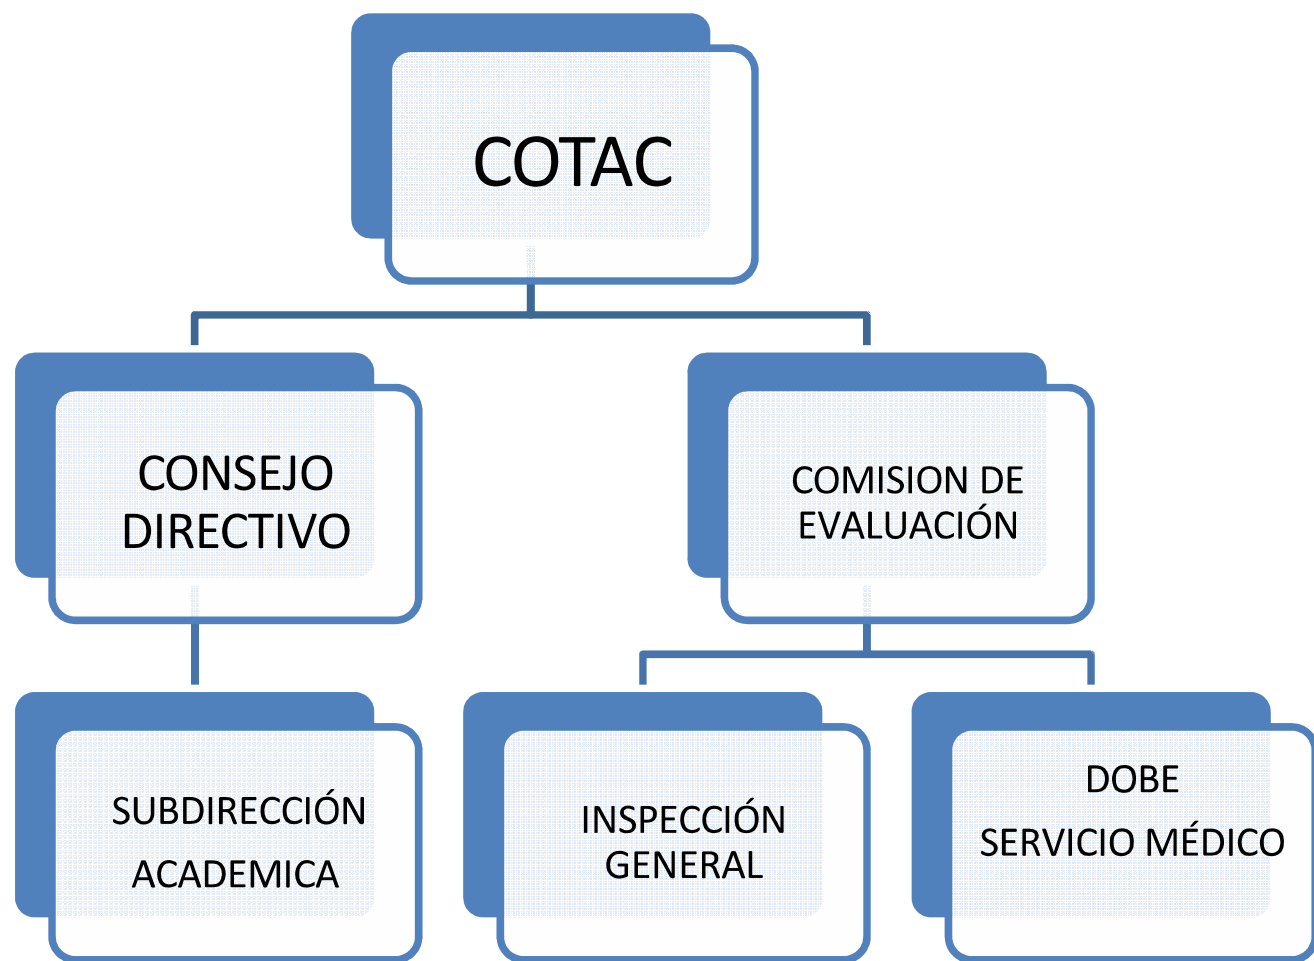 COTAC
CONSEJO
DIRECTIVO
COMISION DE
EVALUACIÓN
SUBDIRECCIÓN
ACADEMICA
INSPECCIÓN
GENERAL
DOBE
SERVICIO MÉDICO